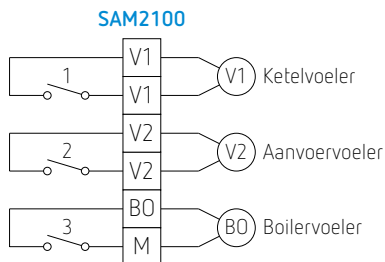 SAM2100
V1
1
V1 Ketelvoeler
V1
V2
2
V2 Aanvoervoeler
V2
BO
3
BO Boilervoeler
M